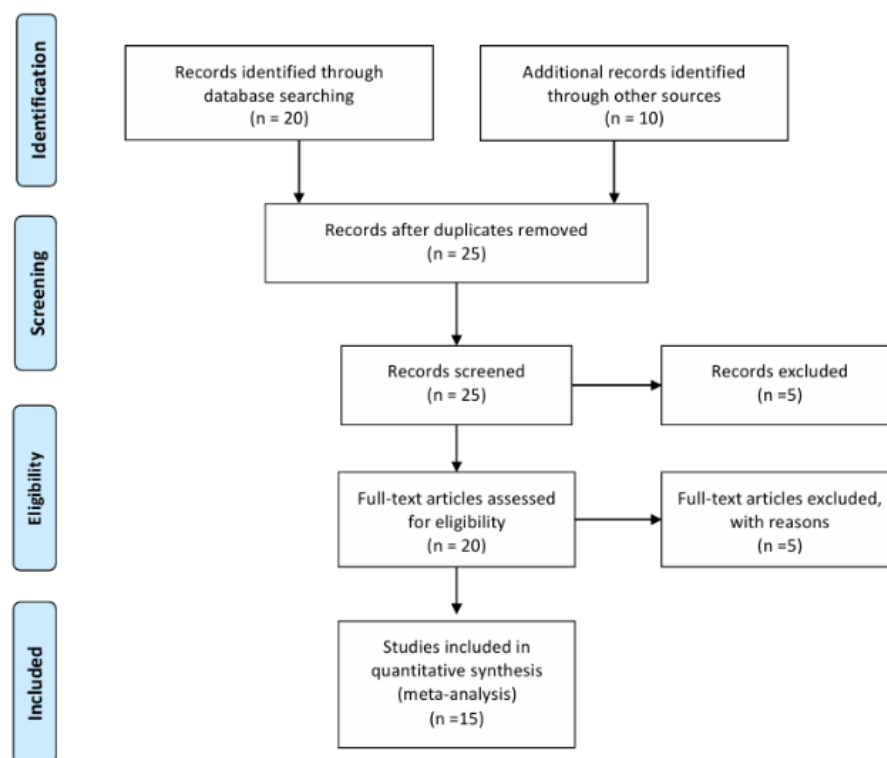 Identification
Records identified through
database searching
(n = 20)
Additional records identified
through other sources
(n = 10)
Screening
Records after duplicates removed
(n = 25)
Records screened
(n = 25)
Records excluded
(n =5)
Eligibility
Full-text articles assessed
for eligibility
(n = 20)
Full-text articles excluded,
with reasons
(n =5)
Included
Studies included in
quantitative synthesis
(meta-analysis)
(n =15)